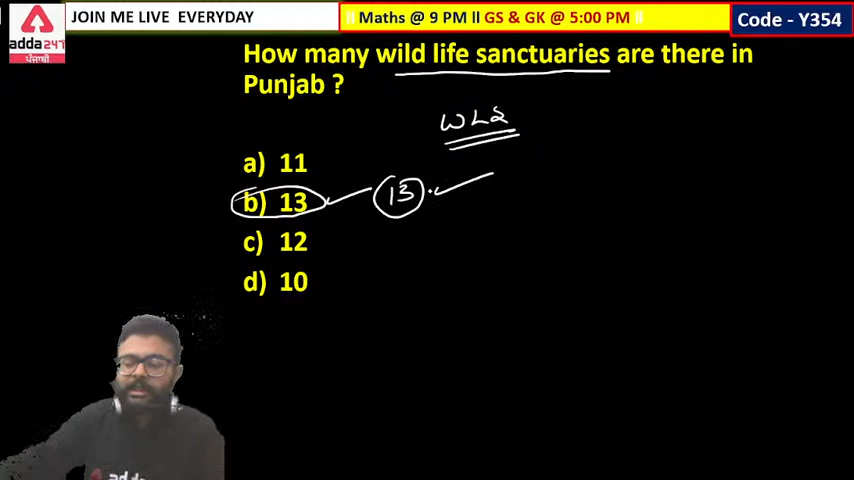 JOIN ME LIVE EVERYDAY
|| Maths @ 9 PM || GS & GK @ 5:00 PM ||
Code - Y354
adda247
ਪੰਜਾਬੀ
How many wild life sanctuaries are there in
Punjab ?
WLS
a) 11
b) 13
13
c) 12
d) 10
adda